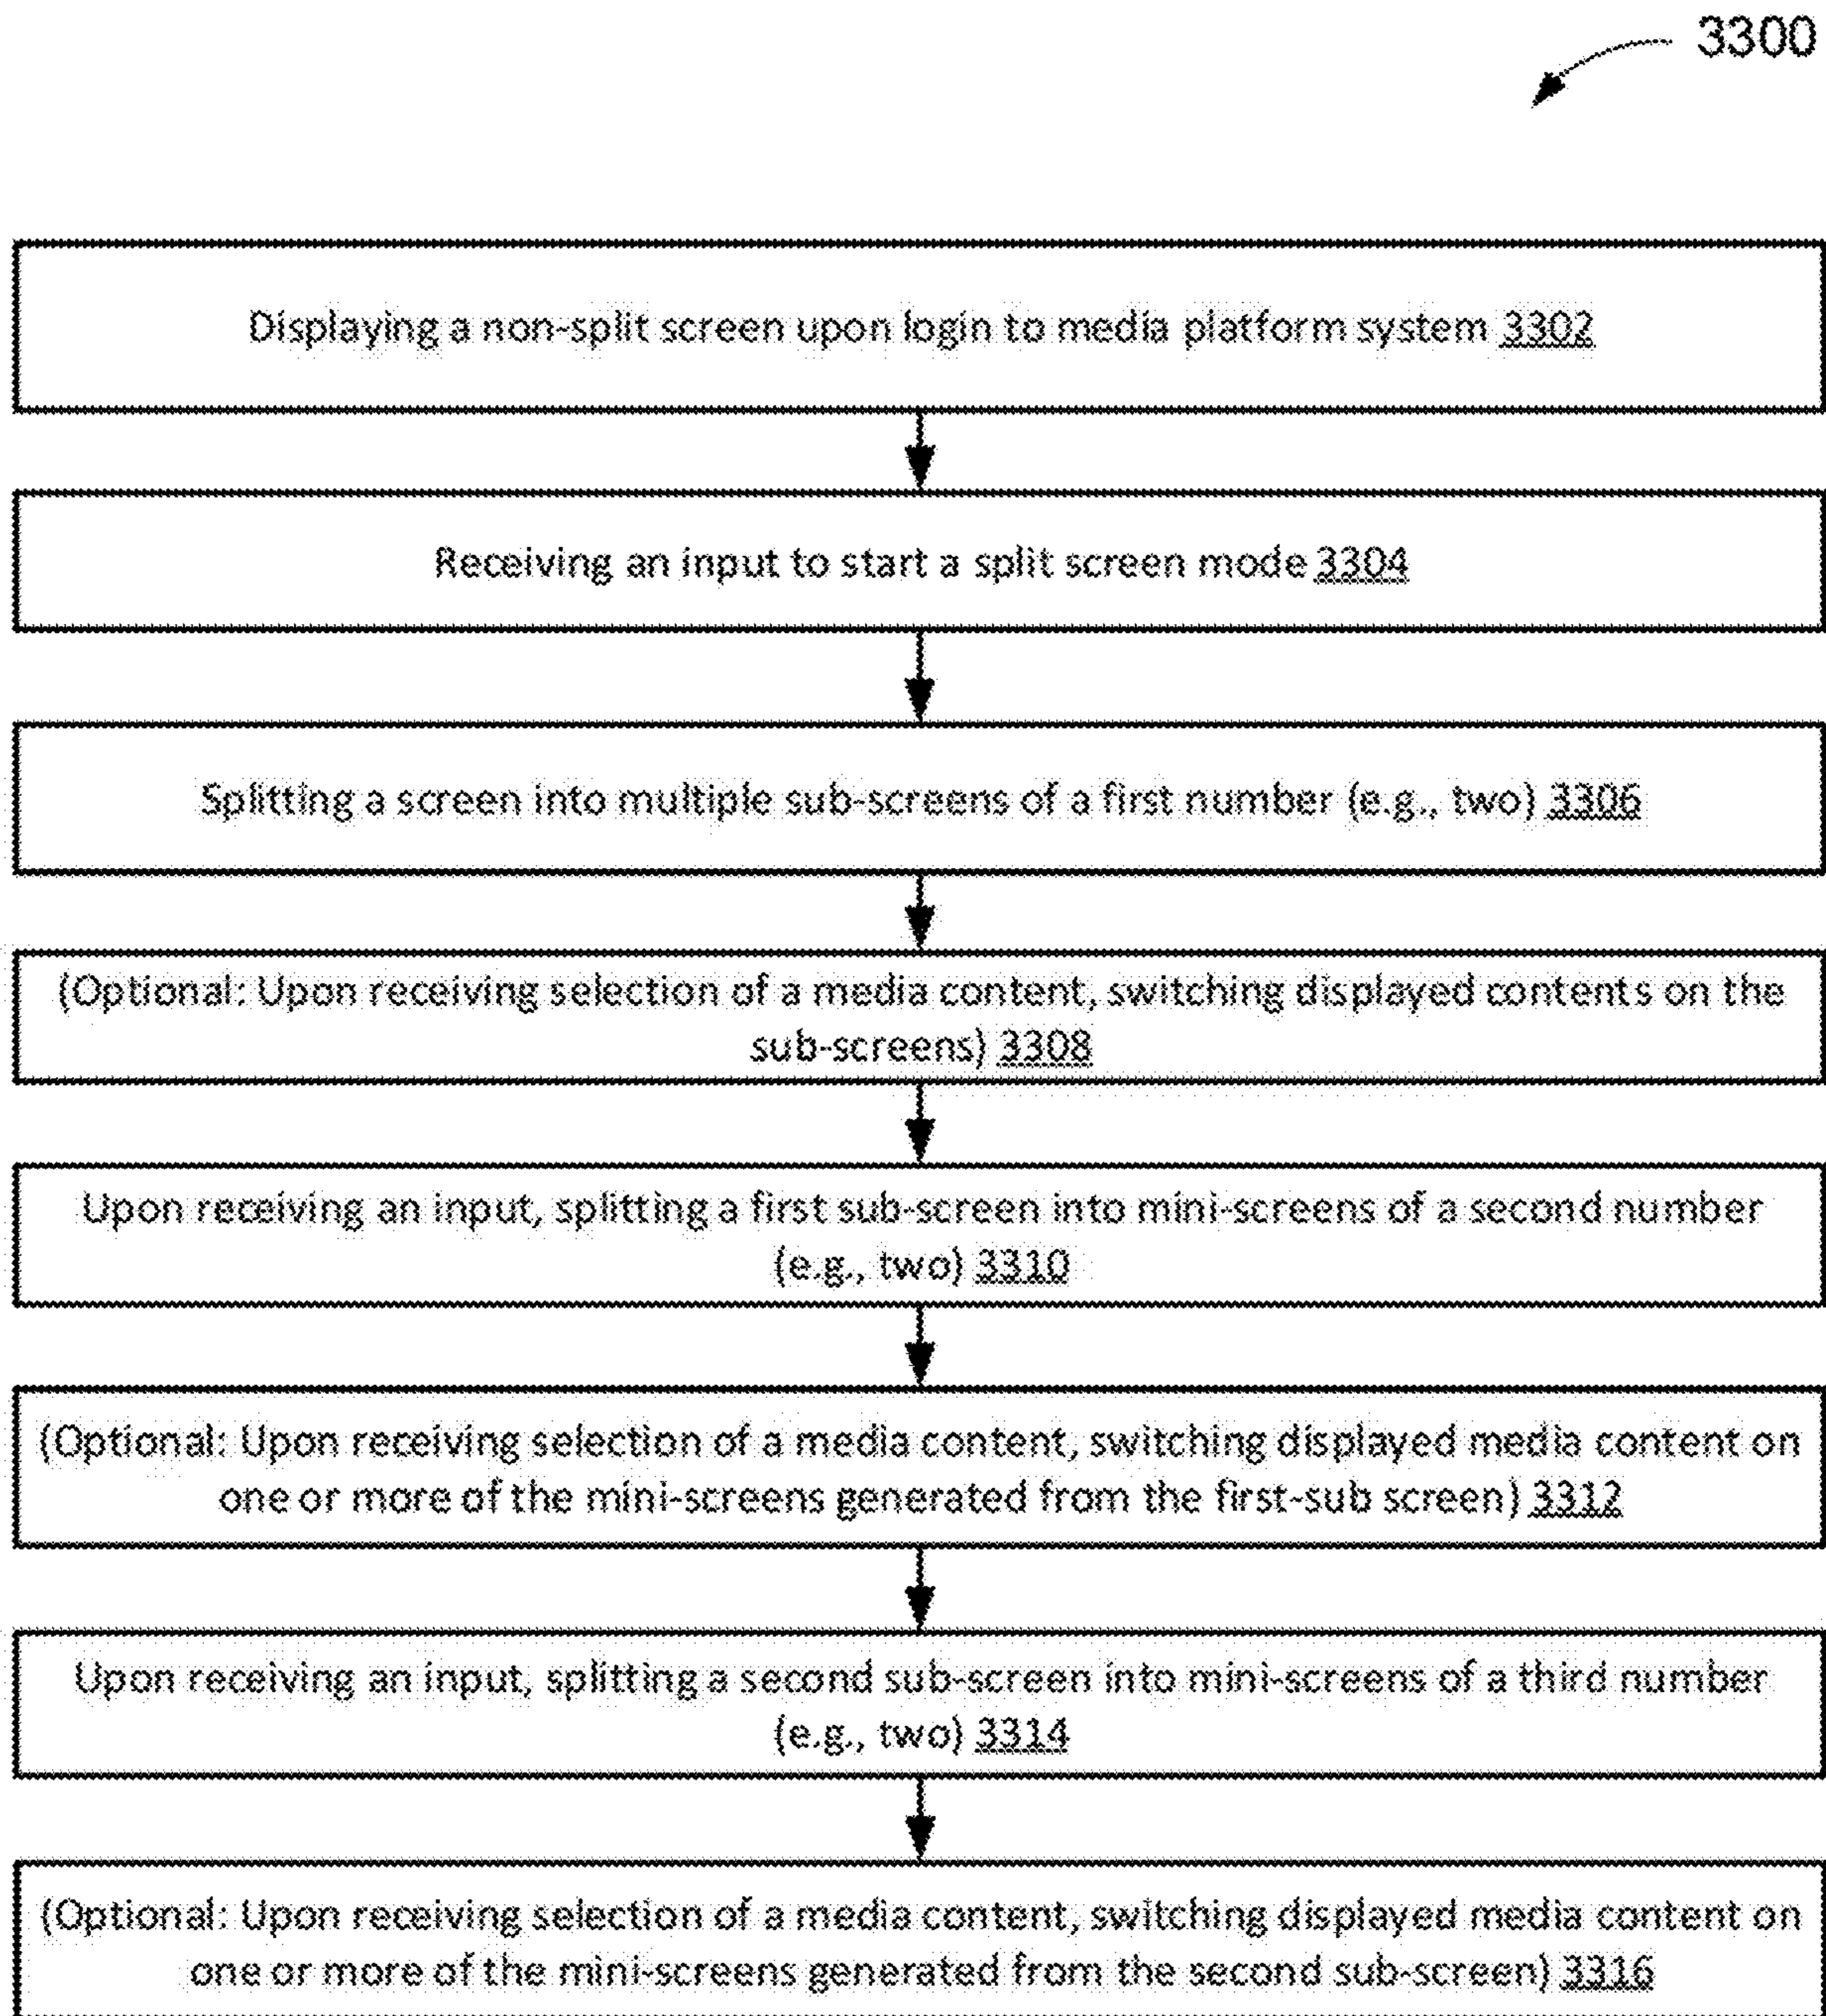 3300
Displaying a non-split screen upon login to media platform system 3302
Receiving an input to start a split screen mode 3304
Splitting a screen into multiple sub-screens of a first number (e.g., two) 3306
(Optional: Upon receiving selection of a media content, switching displayed contents on the
sub-screens) 3308
Upon receiving an input, splitting a first sub-screen into mini-screens of a second number
(e.g., two) 3310
(Optional: Upon receiving selection of a media content, switching displayed media content on
one or more of the mini-screens generated from the first-sub screen) 3312
Upon receiving an input, splitting a second sub-screen into mini-screens of a third number
(e.g., two) 3314
(Optional: Upon receiving selection of a media content, switching displayed media content on
one or more of the mini-screens generated from the second sub-screen) 3316